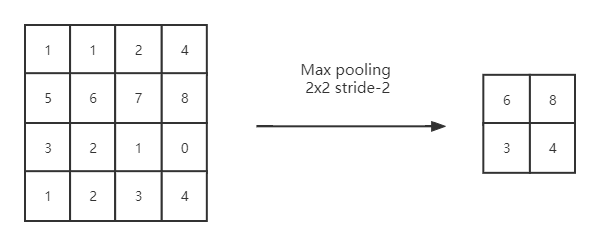 1 1 2 4
5 6 7 8
3 2 1 0
1 2 3 4
Max pooling
2x2 stride-2
6 8
3 4